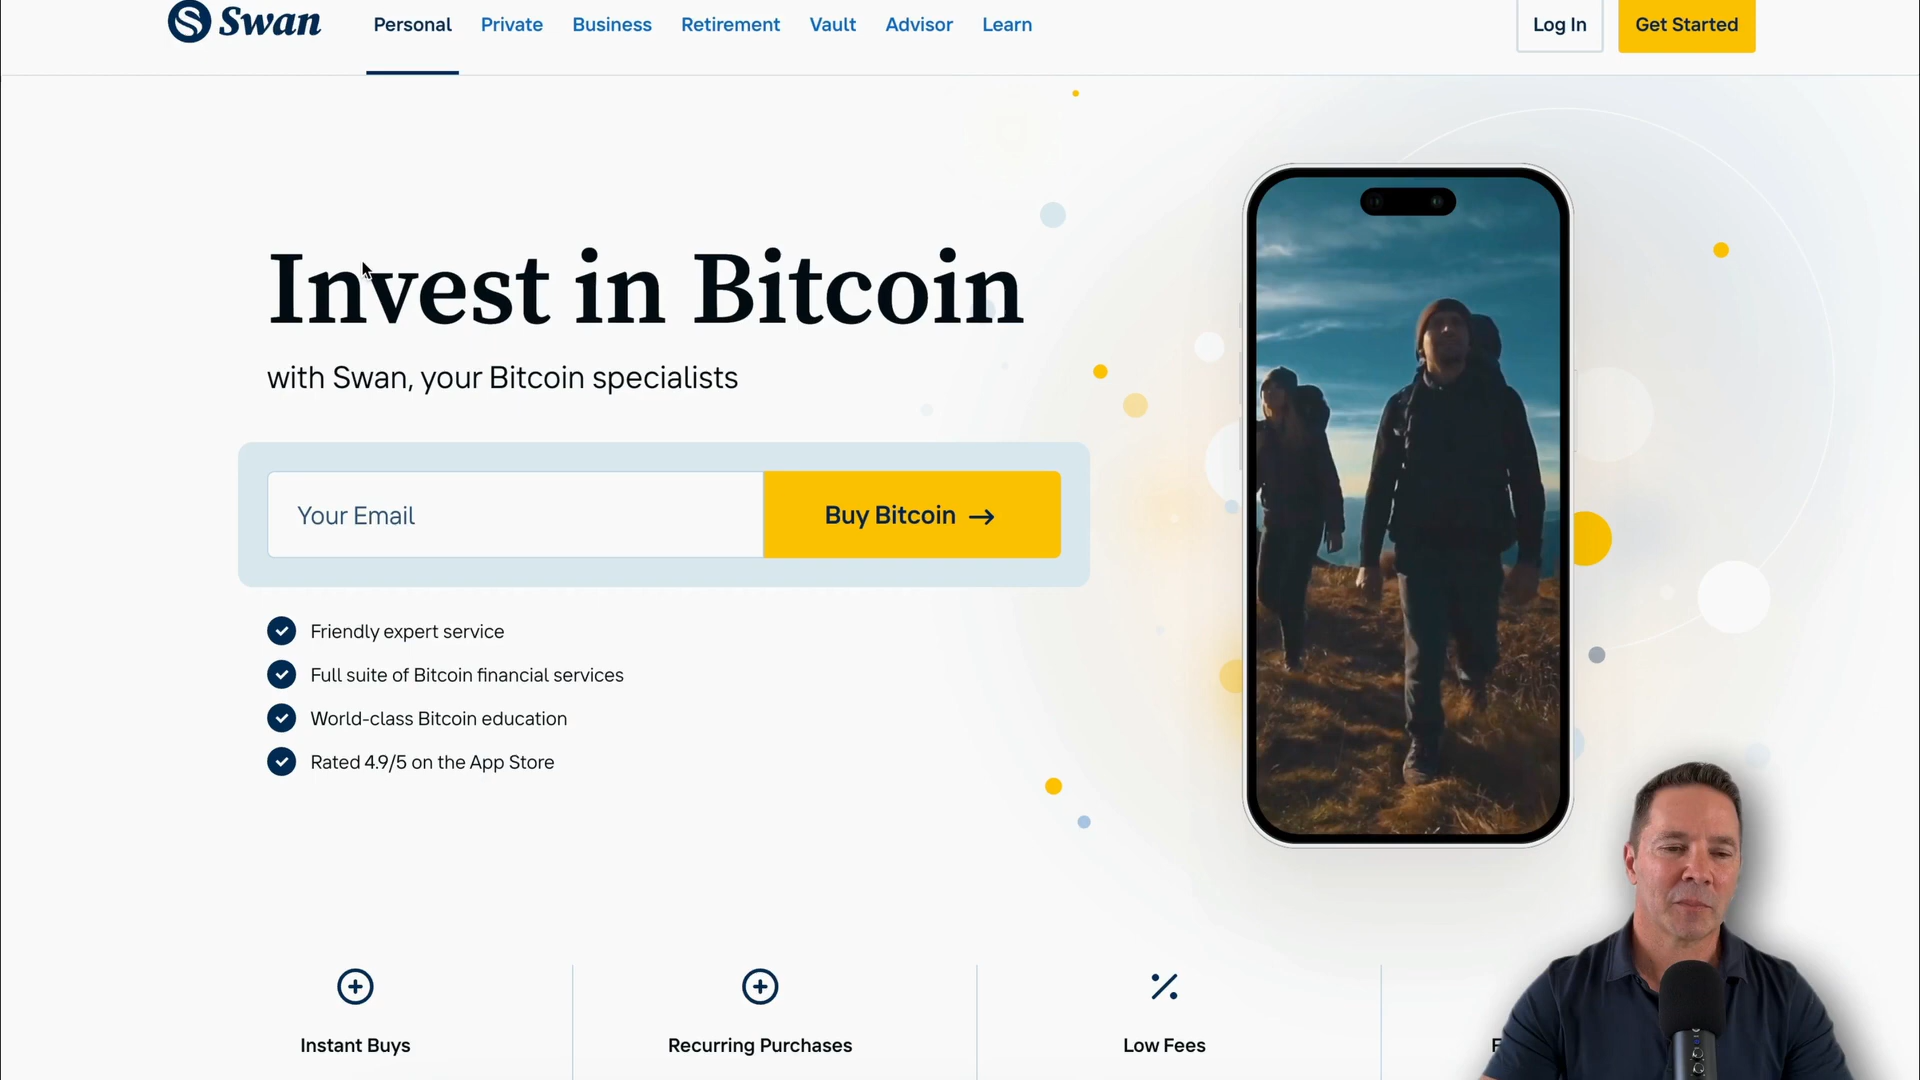 Swan
Personal
Private
Business
Retirement
Vault
Advisor
Learn
Log In
Get Started
Invest in Bitcoin
with Swan, your Bitcoin specialists
Your Email
Buy Bitcoin →
Friendly expert service
Full suite of Bitcoin financial services
World-class Bitcoin education
Rated 4.9/5 on the App Store
Instant Buys
Recurring Purchases
Low Fees